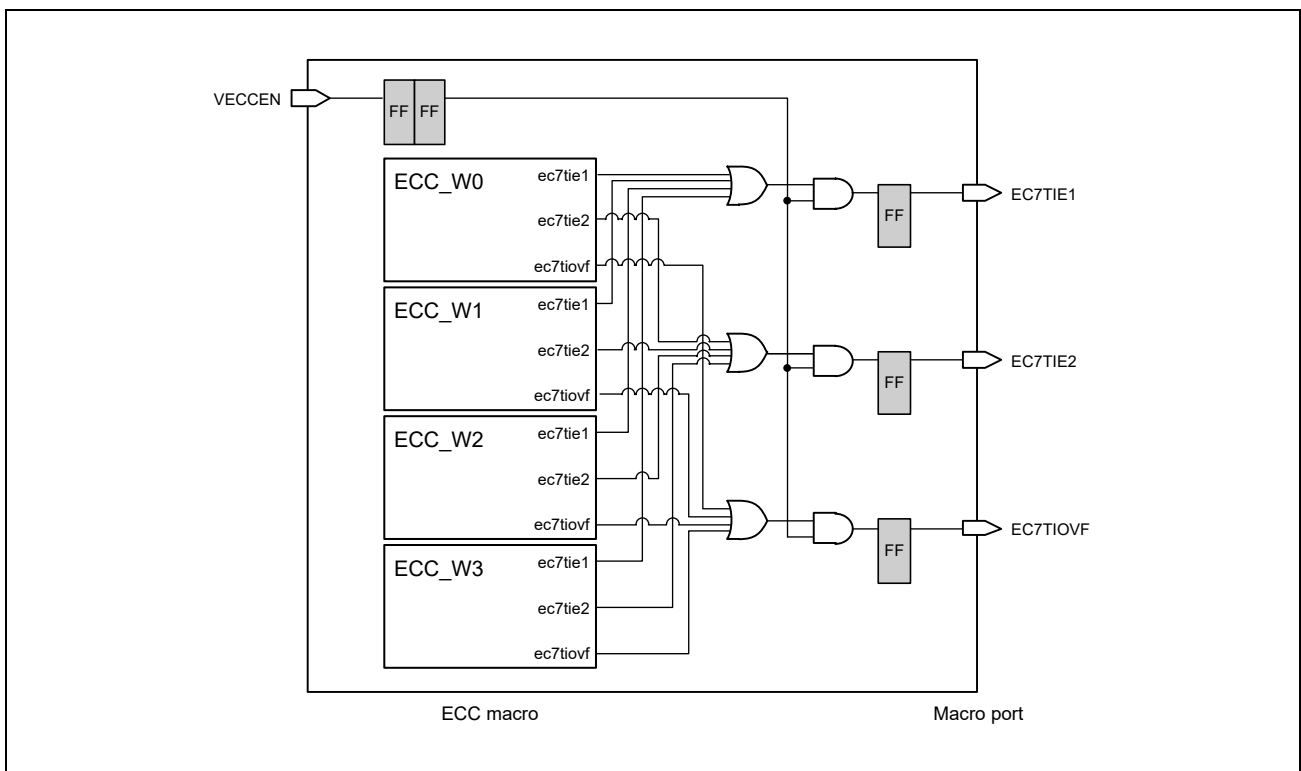 VECCEN
FF FF
ECC_W0
ec7tie1
ec7tie2
ec7tiovf
ECC_W1
ec7tie1
ec7tie2
ec7tiovf
ECC_W2
ec7tie1
ec7tie2
ec7tiovf
ECC_W3
ec7tie1
ec7tie2
ec7tiovf
FF
EC7TIE1
FF
EC7TIE2
FF
EC7TIOVF
ECC macro
Macro port